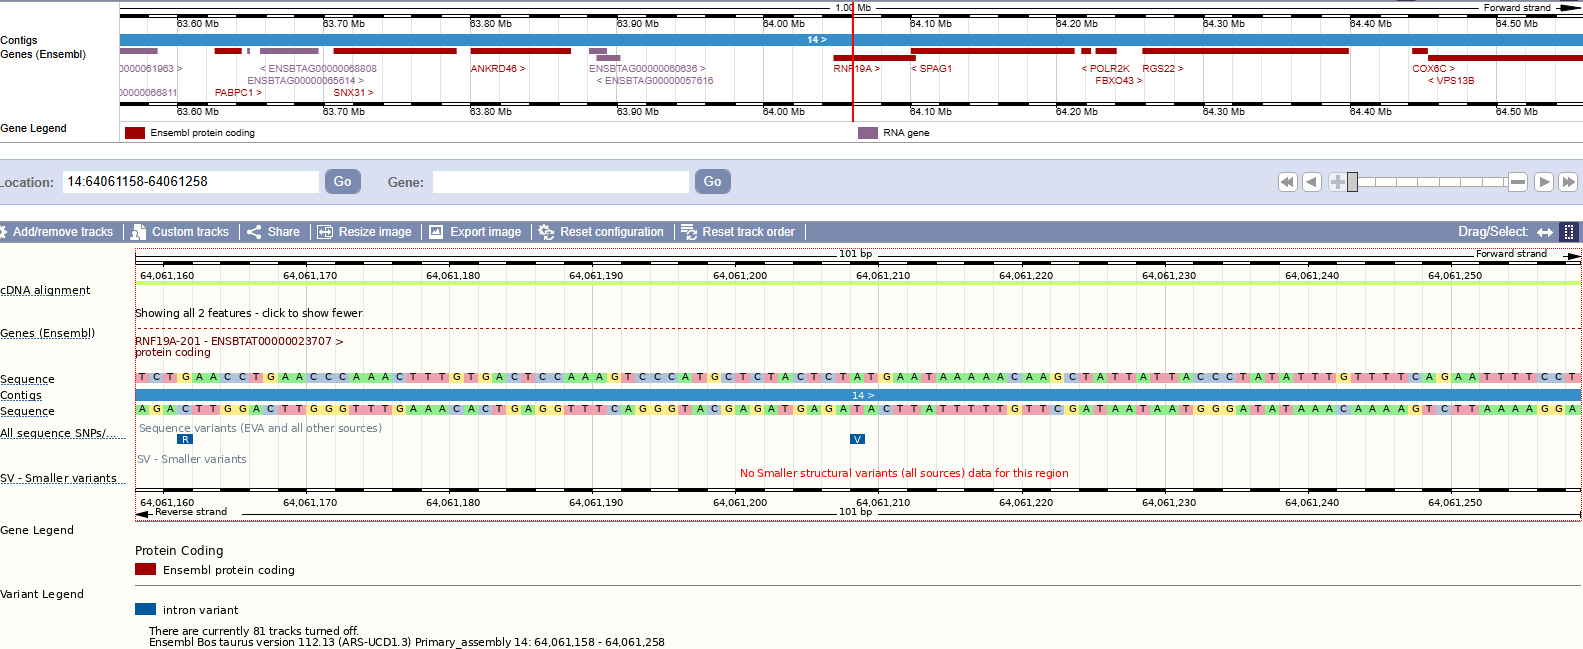 1.00 Mb Forward strand
63.60 Mb 63.70 Mb 63.80 Mb 63.90 Mb 64.00 Mb 64.10 Mb 64.20 Mb 64.30 Mb 64.40 Mb 64.50 Mb
Contigs 14 >
Genes (Ensembl)
0000061963 > < ENSBTAG00000068808 ANKRD46 > ENSBTAG00000060636 > RNF19A > < SPAG1 < POLR2K RGS22 > COX6C >
ENSBTAG00000065614 > < ENSBTAG00000057616 FBXO43 > < VPS13B
0000066811 PABPC1 > SNX31 >
63.60 Mb 63.70 Mb 63.80 Mb 63.90 Mb 64.00 Mb 64.10 Mb 64.20 Mb 64.30 Mb 64.40 Mb 64.50 Mb
Gene Legend Ensembl protein coding RNA gene
Location: 14:64061158-64061258 Go Gene: Go
Add/remove tracks Custom tracks Share Resize image Export image Reset configuration Reset track order Drag/Select:
101 bp Forward strand
64,061,160 64,061,170 64,061,180 64,061,190 64,061,200 64,061,210 64,061,220 64,061,230 64,061,240 64,061,250
cDNA alignment
Showing all 2 features - click to show fewer
Genes (Ensembl)
RNF19A-201 - ENSBTAT00000023707 >
protein coding
Sequence T C T G A A C C T G A A C C C A A A C T T T G T G A C T C C A A A G T C C C A T G C T C T A C T C T A T G A A T A A A A A C A A G C T A T T A T T A C C C T A T A T T T G T T T T C A G A A T T T T C C T
Contigs 14 >
Sequence A G A C T T G G A C T T G G G T T T G A A A C A C T G A G G T T T C A G G G T A C G A G A T G A G A T A C T T A T T T T T G T T C G A T A A T A A T G G G A T A T A A A C A A A A G T C T T A A A A G G A
All sequence SNPs/... Sequence variants (EVA and all other sources)
R V
SV - Smaller variants
SV - Smaller variants No Smaller structural variants (all sources) data for this region
64,061,160 64,061,170 64,061,180 64,061,190 64,061,200 64,061,210 64,061,220 64,061,230 64,061,240 64,061,250
Reverse strand 101 bp
Gene Legend
Protein Coding
Ensembl protein coding
Variant Legend
intron variant
There are currently 81 tracks turned off.
Ensembl Bos taurus version 112.13 (ARS-UCD1.3) Primary_assembly 14: 64,061,158 - 64,061,258